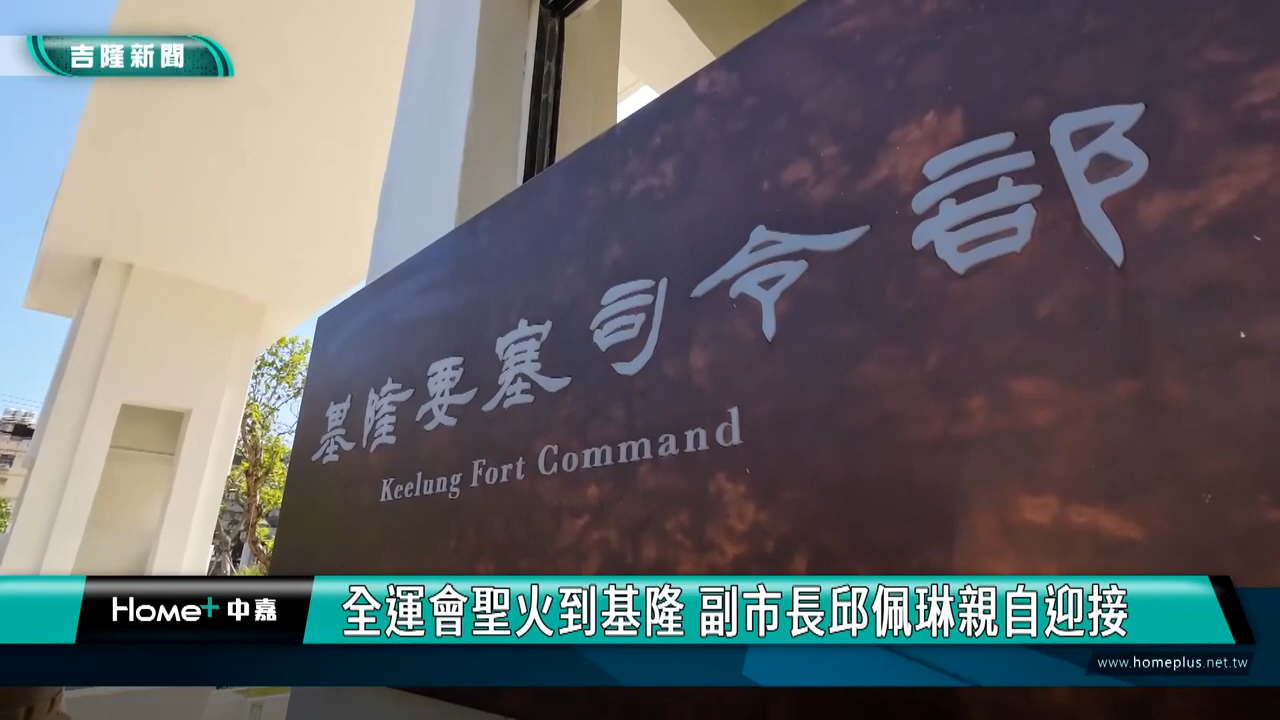 吉隆新聞
基隆要塞司令部
Keelung Fort Command
Home+中嘉
全運會聖火到基隆 副市長邱佩琳親自迎接
www.homeplus.net.tw